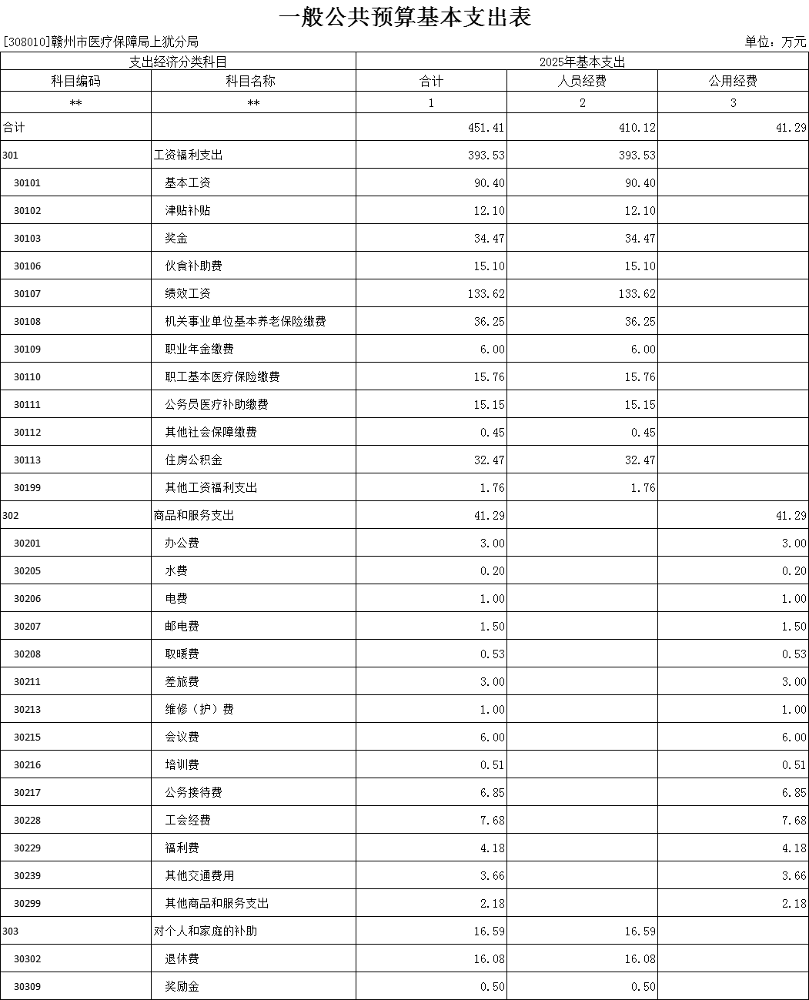 一般公共预算基本支出表
[308010]赣州市医疗保障局上犹分局 单位：万元
支出经济分类科目 2025年基本支出
科目编码 科目名称 合计 人员经费 公用经费
** ** 1 2 3
合计 451.41 410.12 41.29
301 工资福利支出 393.53 393.53
30101 基本工资 90.40 90.40
30102 津贴补贴 12.10 12.10
30103 奖金 34.47 34.47
30106 伙食补助费 15.10 15.10
30107 绩效工资 133.62 133.62
30108 机关事业单位基本养老保险缴费 36.25 36.25
30109 职业年金缴费 6.00 6.00
30110 职工基本医疗保险缴费 15.76 15.76
30111 公务员医疗补助缴费 15.15 15.15
30112 其他社会保障缴费 0.45 0.45
30113 住房公积金 32.47 32.47
30199 其他工资福利支出 1.76 1.76
302 商品和服务支出 41.29 41.29
30201 办公费 3.00 3.00
30205 水费 0.20 0.20
30206 电费 1.00 1.00
30207 邮电费 1.50 1.50
30208 取暖费 0.53 0.53
30211 差旅费 3.00 3.00
30213 维修（护）费 1.00 1.00
30215 会议费 6.00 6.00
30216 培训费 0.51 0.51
30217 公务接待费 6.85 6.85
30228 工会经费 7.68 7.68
30229 福利费 4.18 4.18
30239 其他交通费用 3.66 3.66
30299 其他商品和服务支出 2.18 2.18
303 对个人和家庭的补助 16.59 16.59
30302 退休费 16.08 16.08
30309 奖励金 0.50 0.50